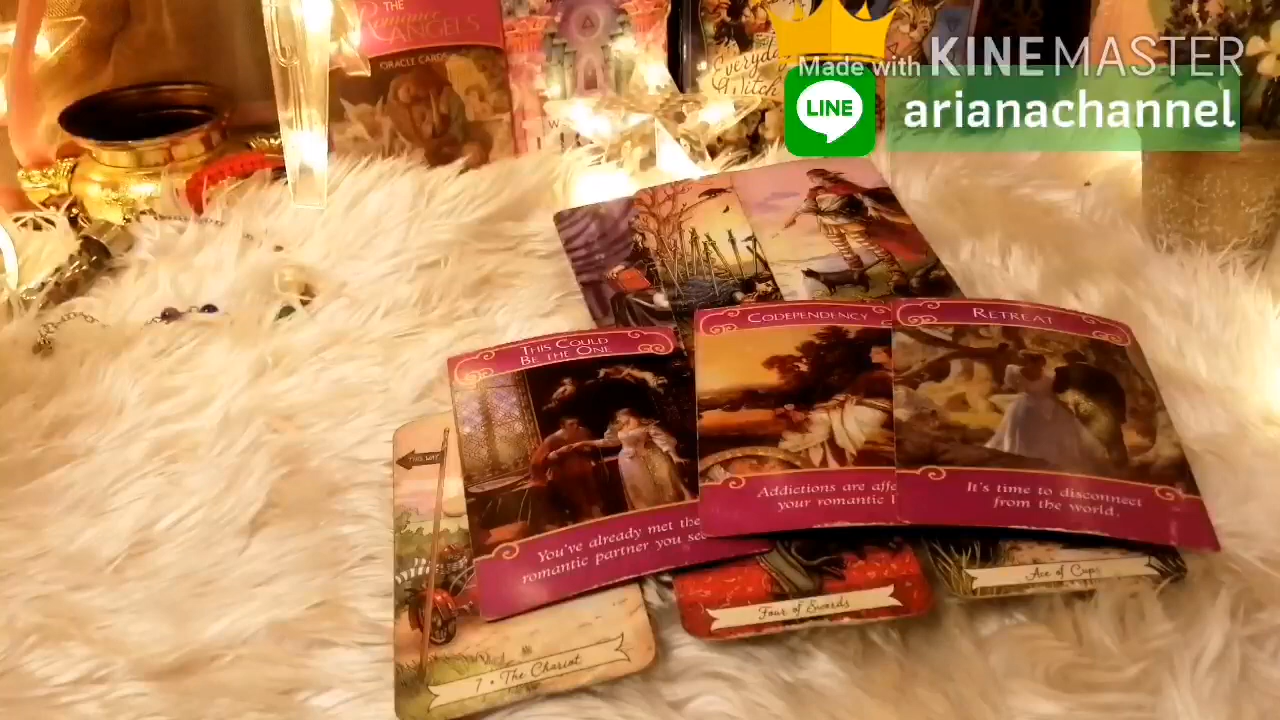 THE
Romance
ANGELS
ORACLE CARDS
Everyday
Witch
Made with KINEMASTER
LINE
arianachannel
THIS COULD
BE THE ONE
CODEPENDENCY
RETREAT
THIS WAY
Addictions are affe
your romantic l
It's time to disconnect
from the world.
You've already met the
romantic partner you see
Ace of Cups
Four of Swords
7 • The Chariot